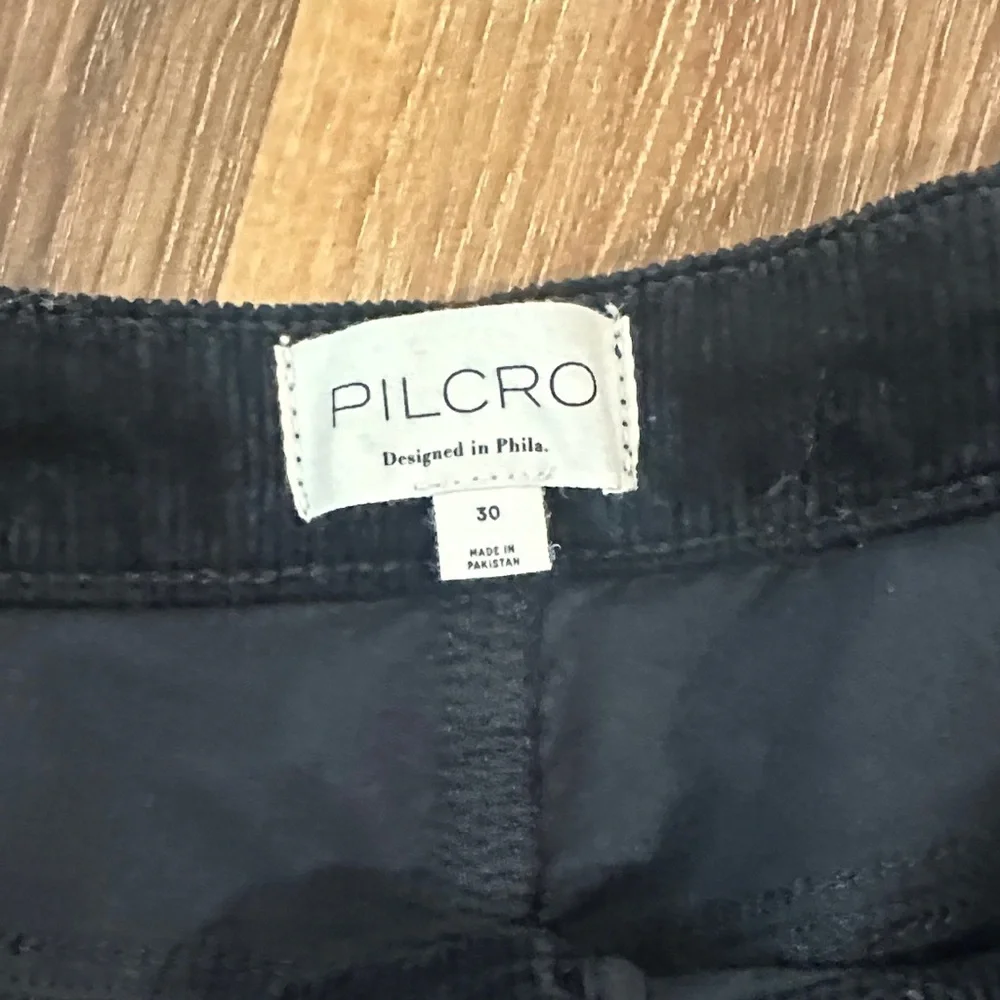 PILCRO
Designed in Phila.
30
MADE IN
PAKISTAN